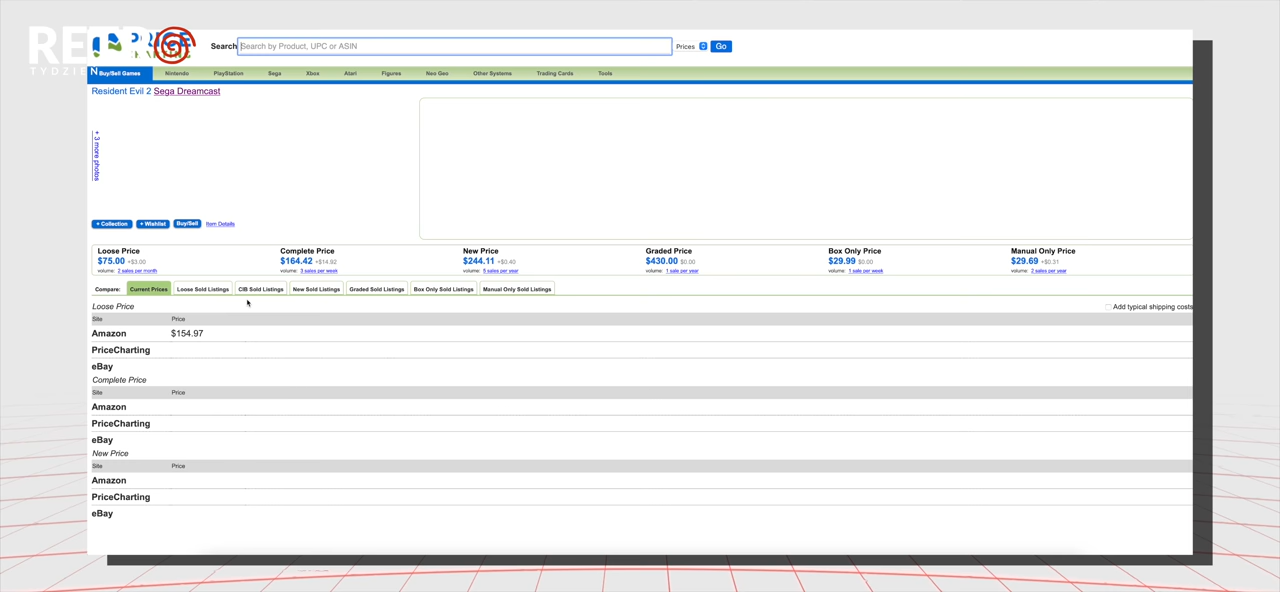 RETRO
TYDZIEŃ
PRICE
CHARTING
Search Search by Product, UPC or ASIN Prices Go
Buy/Sell Games Nintendo PlayStation Sega Xbox Atari Figures Neo Geo Other Systems Trading Cards Tools
Resident Evil 2 Sega Dreamcast
+ 3 more photos
+ Collection + Wishlist Buy/Sell Item Details
Loose Price Complete Price New Price Graded Price Box Only Price Manual Only Price
$75.00 +$3.00 $164.42 +$14.92 $244.11 +$0.40 $430.00 $0.00 $29.99 $0.00 $29.69 +$0.31
volume: 2 sales per month volume: 3 sales per week volume: 5 sales per year volume: 1 sale per year volume: 1 sale per week volume: 2 sales per year
Compare: Current Prices Loose Sold Listings CIB Sold Listings New Sold Listings Graded Sold Listings Box Only Sold Listings Manual Only Sold Listings
Loose Price Add typical shipping costs
Site Price
Amazon $154.97
PriceCharting
eBay
Complete Price
Site Price
Amazon
PriceCharting
eBay
New Price
Site Price
Amazon
PriceCharting
eBay